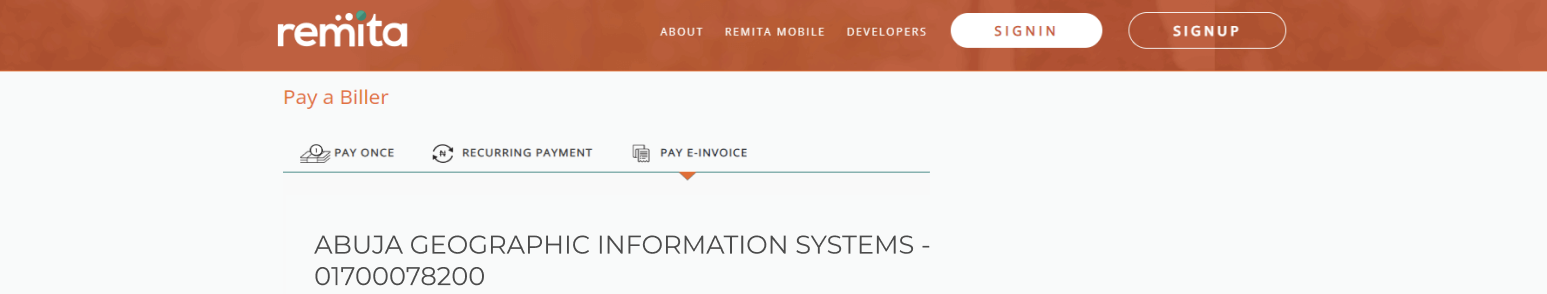 remita
ABOUT REMITA MOBILE DEVELOPERS SIGNIN SIGNUP
Pay a Biller
PAY ONCE RECURRING PAYMENT PAY E-INVOICE
ABUJA GEOGRAPHIC INFORMATION SYSTEMS -
01700078200